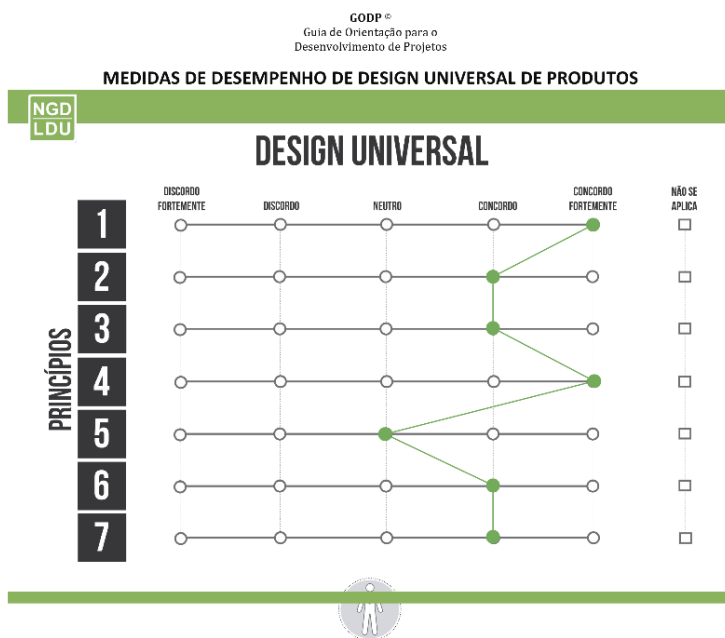 GODP ©
Guia de Orientação para o
Desenvolvimento de Projetos
MEDIDAS DE DESEMPENHO DE DESIGN UNIVERSAL DE PRODUTOS
NGD
LDU
DESIGN UNIVERSAL
DISCORDO
FORTEMENTE
DISCORDO
NEUTRO
CONCORDO
CONCORDO
FORTEMENTE
NÃO SE
APLICA
PRINCÍPIOS
1
2
3
4
5
6
7